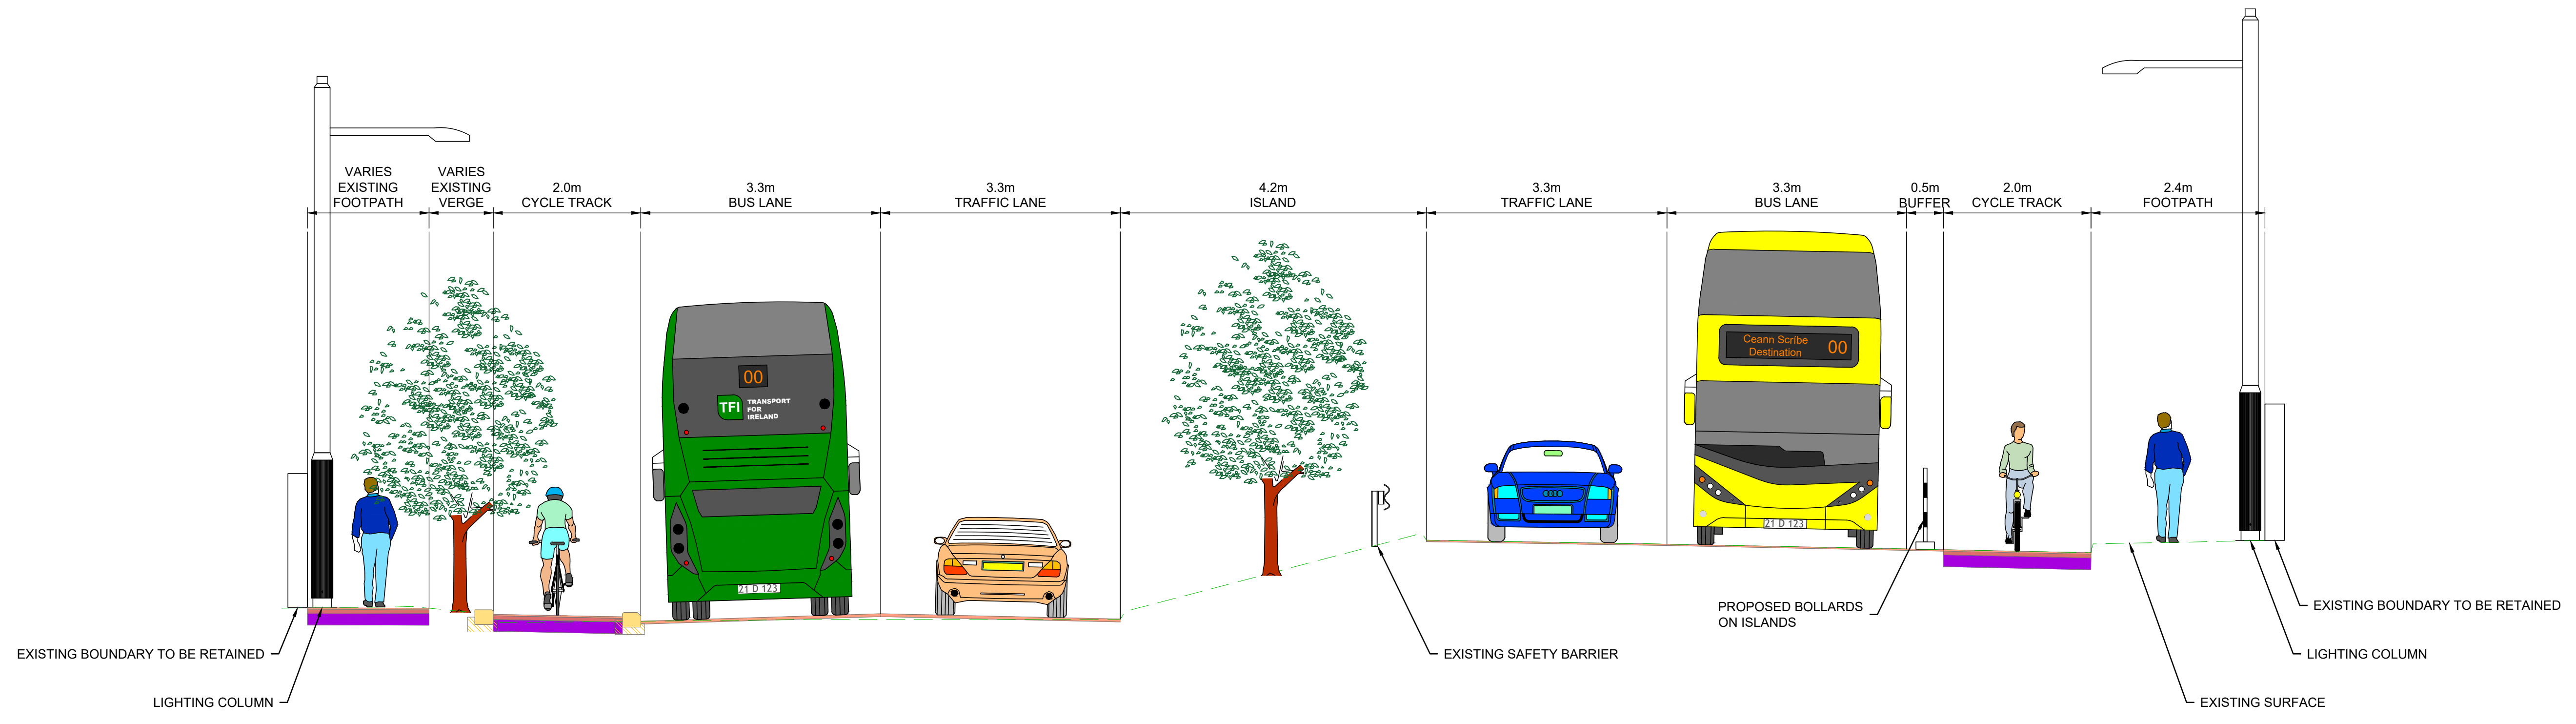 VARIES
EXISTING
FOOTPATH
VARIES
EXISTING
VERGE
2.0m
CYCLE TRACK
3.3m
BUS LANE
3.3m
TRAFFIC LANE
4.2m
ISLAND
3.3m
TRAFFIC LANE
3.3m
BUS LANE
0.5m
BUFFER
2.0m
CYCLE TRACK
2.4m
FOOTPATH
00
TFI
TRANSPORT
FOR
IRELAND
21 D 123
Ceann Scríbe
Destination
00
21 D 123
EXISTING BOUNDARY TO BE RETAINED
LIGHTING COLUMN
EXISTING SAFETY BARRIER
PROPOSED BOLLARDS
ON ISLANDS
EXISTING BOUNDARY TO BE RETAINED
LIGHTING COLUMN
EXISTING SURFACE